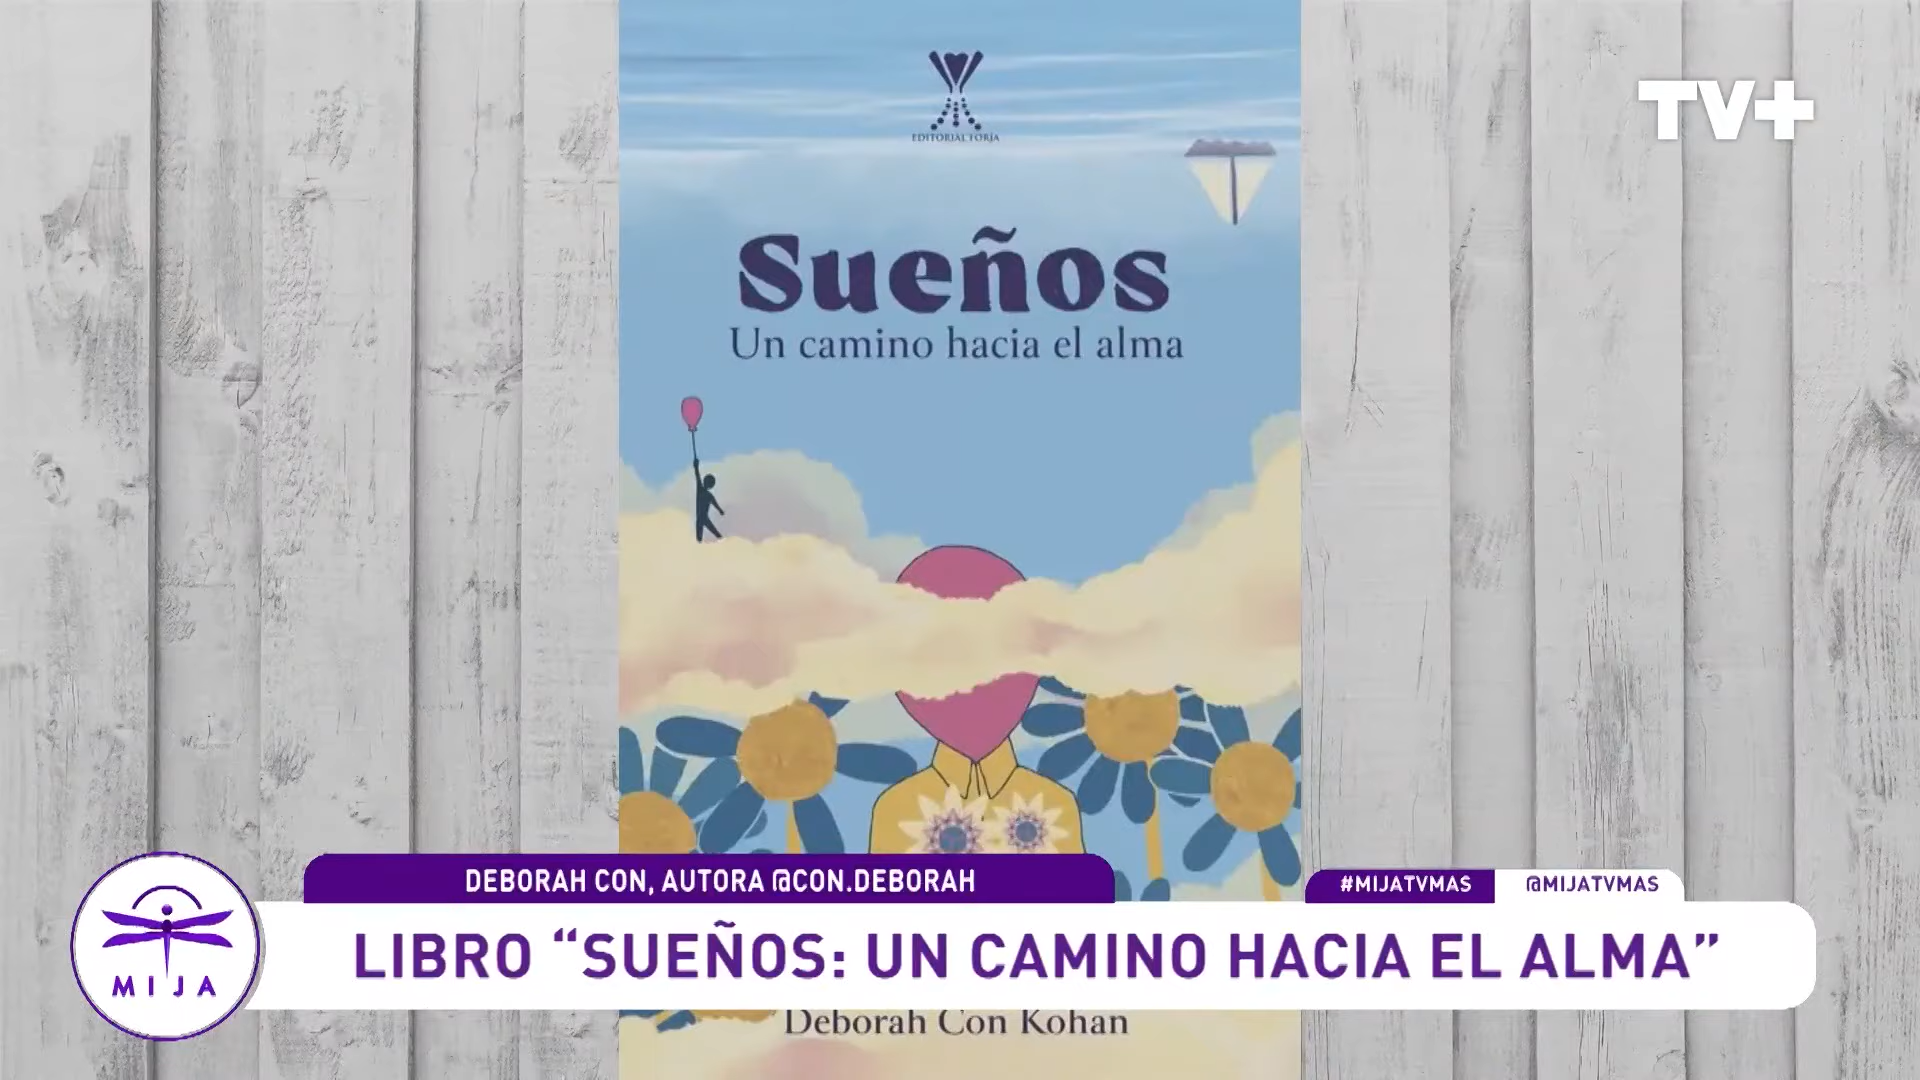 EDITORIAL FORJA
TV+
Sueños
Un camino hacia el alma
DEBORAH CON, AUTORA @CON.DEBORAH
#MIJATVMAS
@MIJATVMAS
MIJA
LIBRO “SUEÑOS: UN CAMINO HACIA EL ALMA”
Deborah Con Kohan